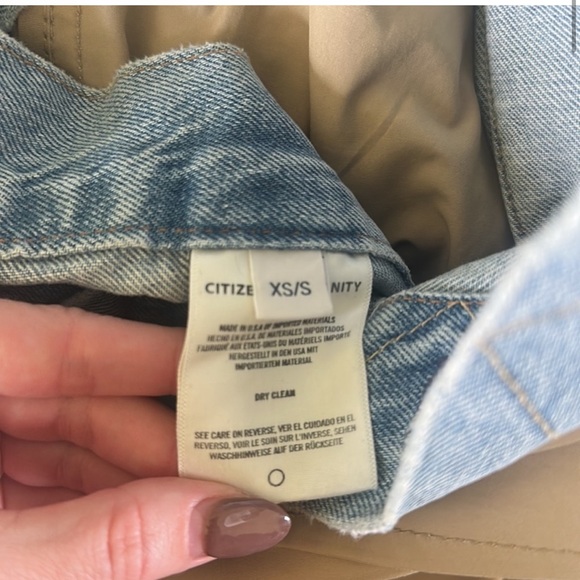 CITIZE XS/S NITY
MADE IN U.S.A OF IMPORTED MATERIALS
HECHO EN U.S.A. DE MATERIALES IMPORTADOS
FABRIQUÉ AUX ETATS-UNIS DU MATÉRIELS IMPORTÉ
HERGESTELLT IN DEN USA MIT
IMPORTIERTEM MATERIAL
DRY CLEAN
SEE CARE ON REVERSE, VER EL CUIDADO EN EL
REVERSO, VOIR LE SOIN SUR L'INVERSE, SEHEN
WASCHHINWEISE AUF DER RÜCKSEITE